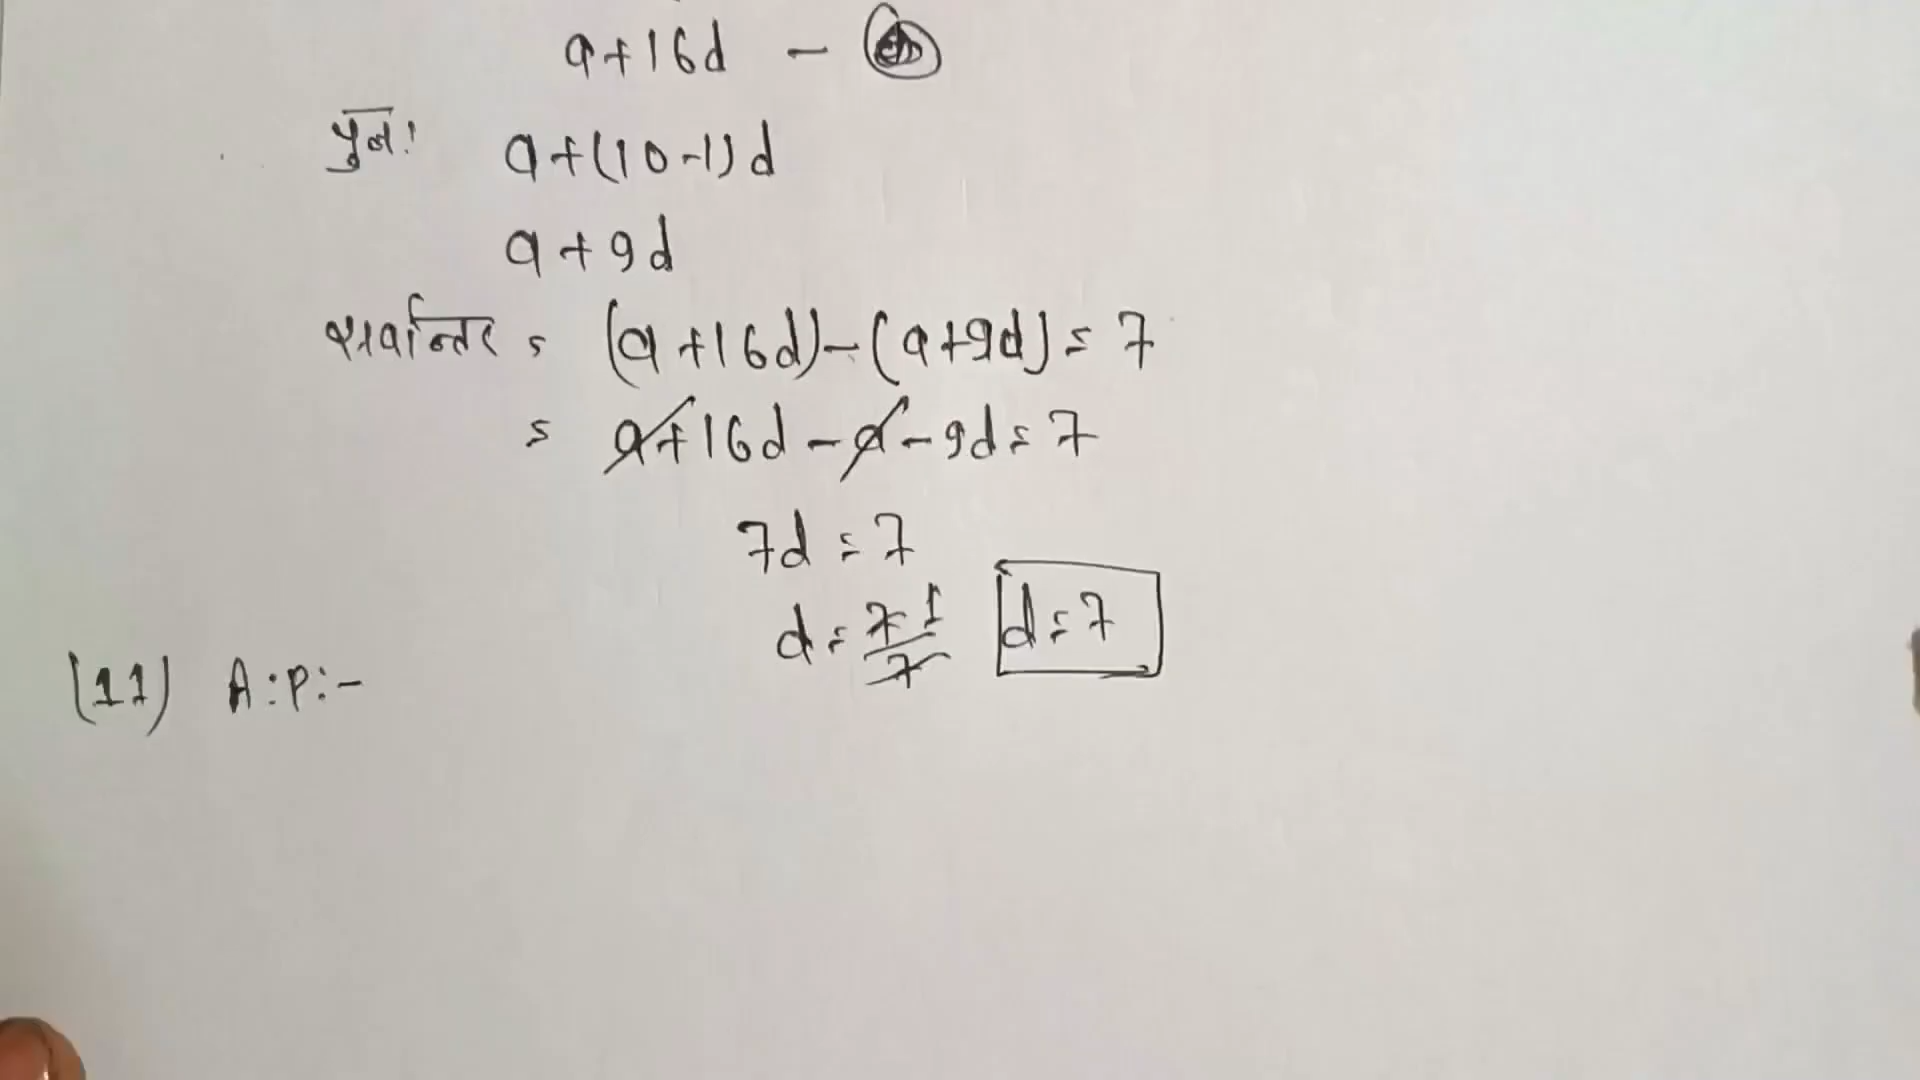 a+16d -
पुन: a+(10-1)d
a+9d
सर्वान्तर = (a+16d)-(a+9d) = 7
= a+16d-a-9d = 7
7d = 7
d = 7/7 1 d = 7
(11) A:P:-